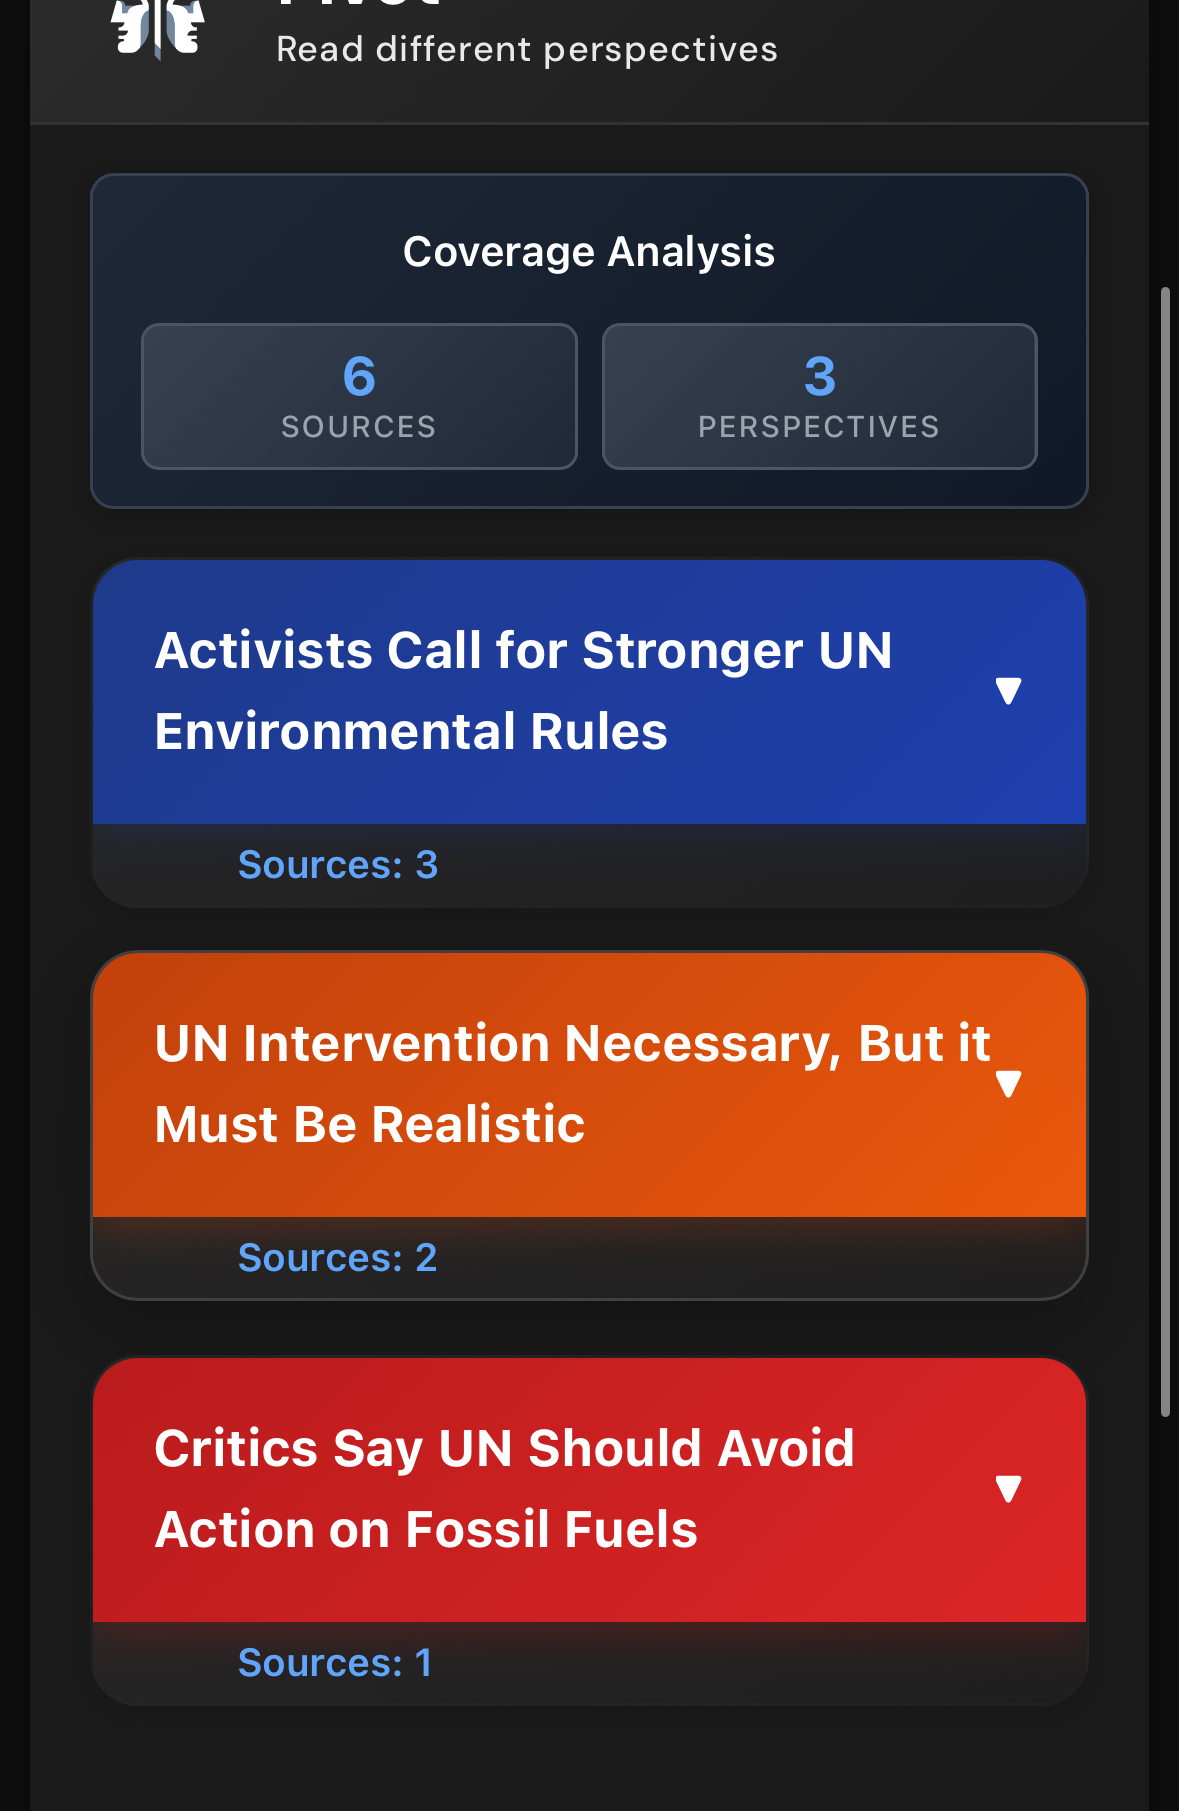 Read different perspectives
Coverage Analysis
6
SOURCES
3
PERSPECTIVES
Activists Call for Stronger UN
Environmental Rules
Sources: 3
UN Intervention Necessary, But it
Must Be Realistic
Sources: 2
Critics Say UN Should Avoid
Action on Fossil Fuels
Sources: 1